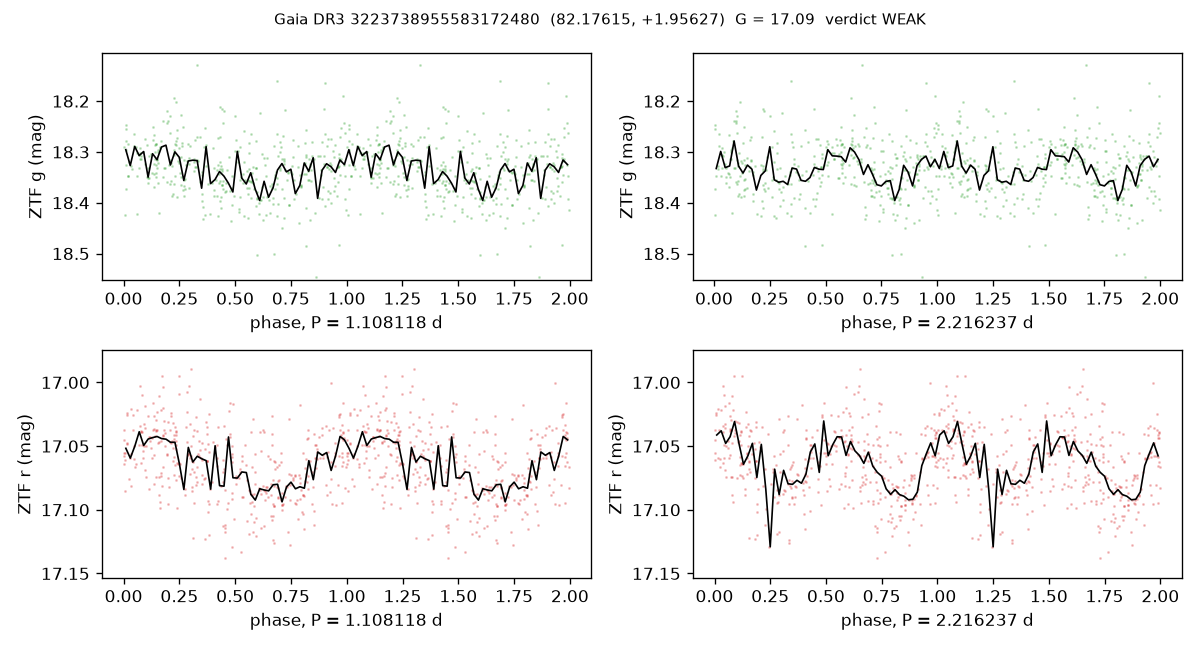 Gaia DR3 3223738955583172480 (82.17615, +1.95627) G = 17.09 verdict WEAK
ZTF g (mag)
18.2
18.3
18.4
18.5
0.00 0.25 0.50 0.75 1.00 1.25 1.50 1.75 2.00
phase, P = 1.108118 d
ZTF g (mag)
18.2
18.3
18.4
18.5
0.00 0.25 0.50 0.75 1.00 1.25 1.50 1.75 2.00
phase, P = 2.216237 d
ZTF r (mag)
17.00
17.05
17.10
17.15
0.00 0.25 0.50 0.75 1.00 1.25 1.50 1.75 2.00
phase, P = 1.108118 d
ZTF r (mag)
17.00
17.05
17.10
17.15
0.00 0.25 0.50 0.75 1.00 1.25 1.50 1.75 2.00
phase, P = 2.216237 d